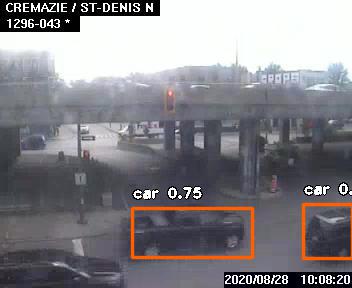 CREMAZIE / ST-DENIS N
1296-043 *
car 0.75
car 0.
2020/08/28 10:08:20